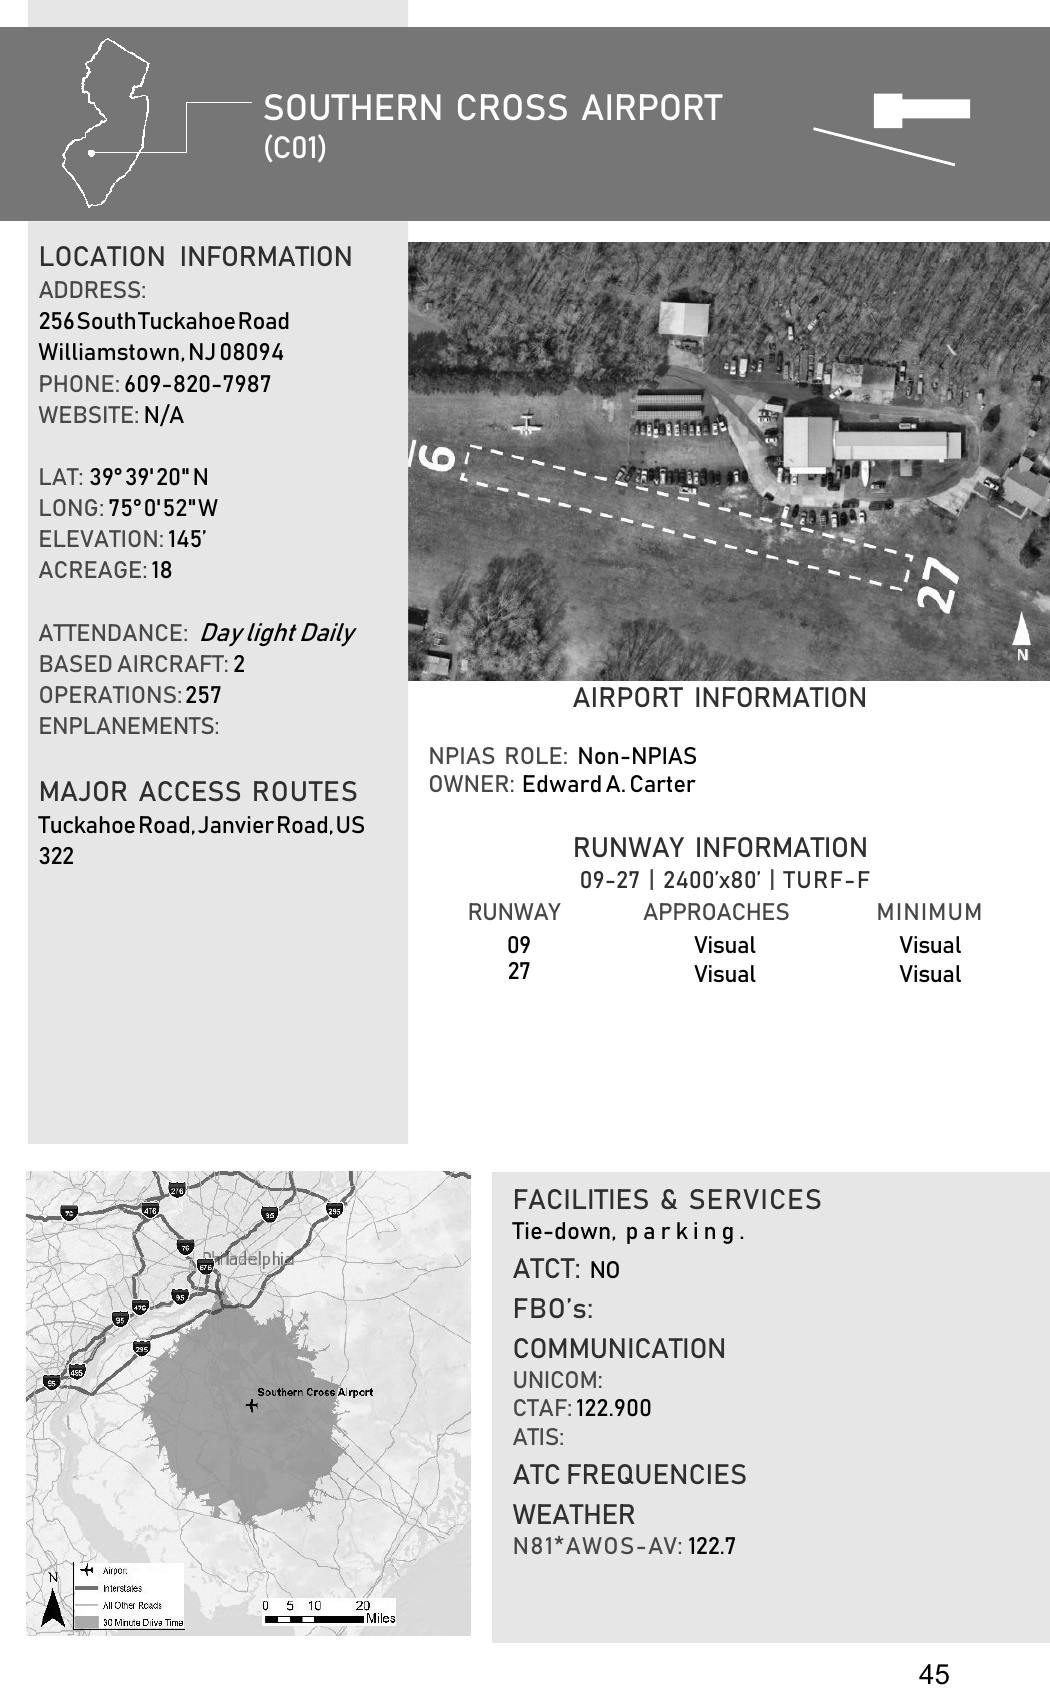 SOUTHERN CROSS AIRPORT
(C01)
LOCATION INFORMATION
ADDRESS:
256 South Tuckahoe Road
Williamstown, NJ 08094
PHONE: 609-820-7987
WEBSITE: N/A
LAT: 39° 39' 20" N
LONG: 75° 0' 52" W
ELEVATION: 145’
ACREAGE: 18
ATTENDANCE: Day light Daily
BASED AIRCRAFT: 2
OPERATIONS: 257
ENPLANEMENTS:
MAJOR ACCESS ROUTES
Tuckahoe Road, Janvier Road, US
322
9
27
N
AIRPORT INFORMATION
NPIAS ROLE: Non-NPIAS
OWNER: Edward A. Carter
RUNWAY INFORMATION
09-27 | 2400’x80’ | TURF-F
RUNWAY APPROACHES MINIMUM
09 Visual Visual
27 Visual Visual
276
76
476
95
295
76
Philadelphia
676
95
476
95
295
495
95
Southern Cross Airport
N
Airport
Interstates
All Other Roads
30 Minute Drive Time
0 5 10 20
Miles
FACILITIES & SERVICES
Tie-down, parking.
ATCT: NO
FBO’s:
COMMUNICATION
UNICOM:
CTAF: 122.900
ATIS:
ATC FREQUENCIES
WEATHER
N81*AWOS-AV: 122.7
45